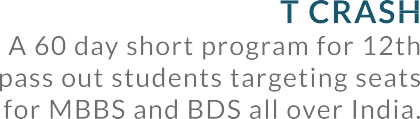 T CRASH
A 60 day short program for 12th
pass out students targeting seats
for MBBS and BDS all over India.